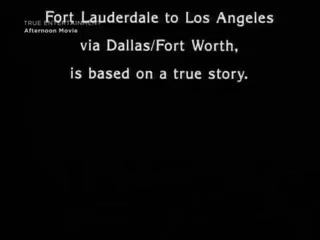 Fort Lauderdale to Los Angeles
TRUE ENTERTAINMENT
Afternoon Movie
via Dallas/Fort Worth,
is based on a true story.